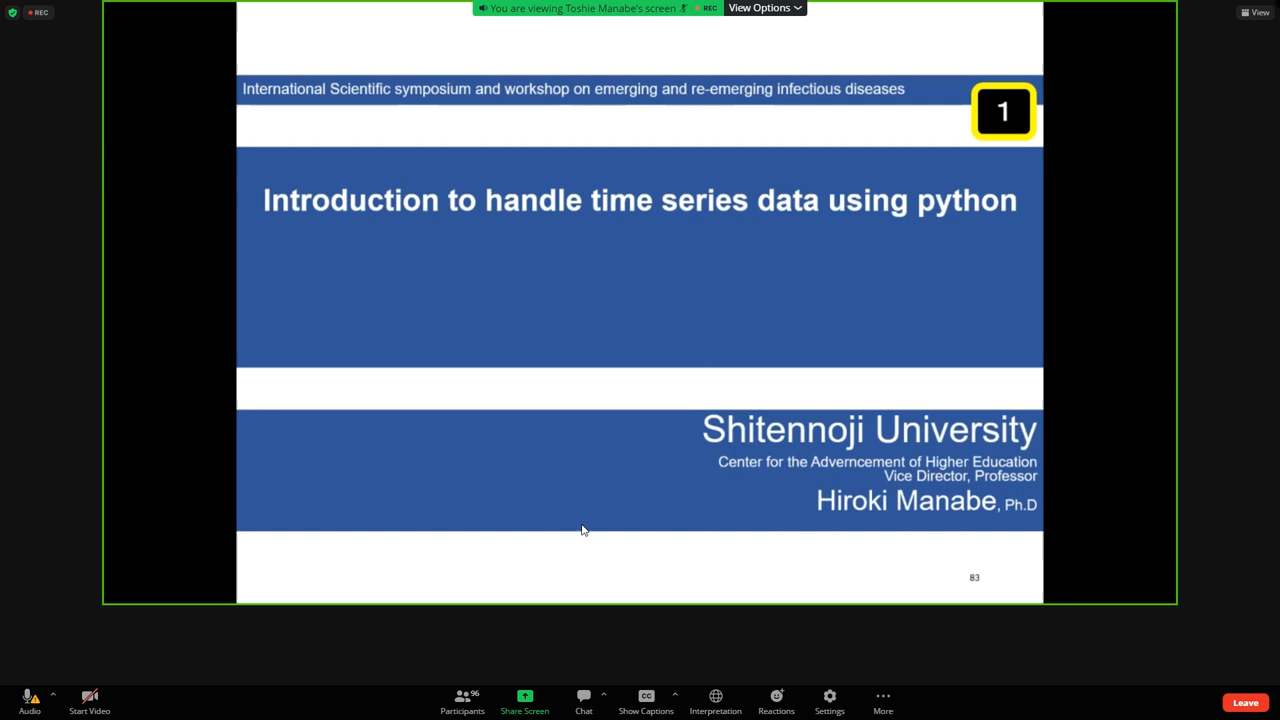 REC
You are viewing Toshie Manabe's screen
REC
View Options
View
International Scientific symposium and workshop on emerging and re-emerging infectious diseases
1
Introduction to handle time series data using python
Shitennoji University
Center for the Adverncement of Higher Education
Vice Director, Professor
Hiroki Manabe, Ph.D
83
Audio
Start Video
96
Participants
Share Screen
Chat
CC
Show Captions
Interpretation
Reactions
Settings
More
Leave